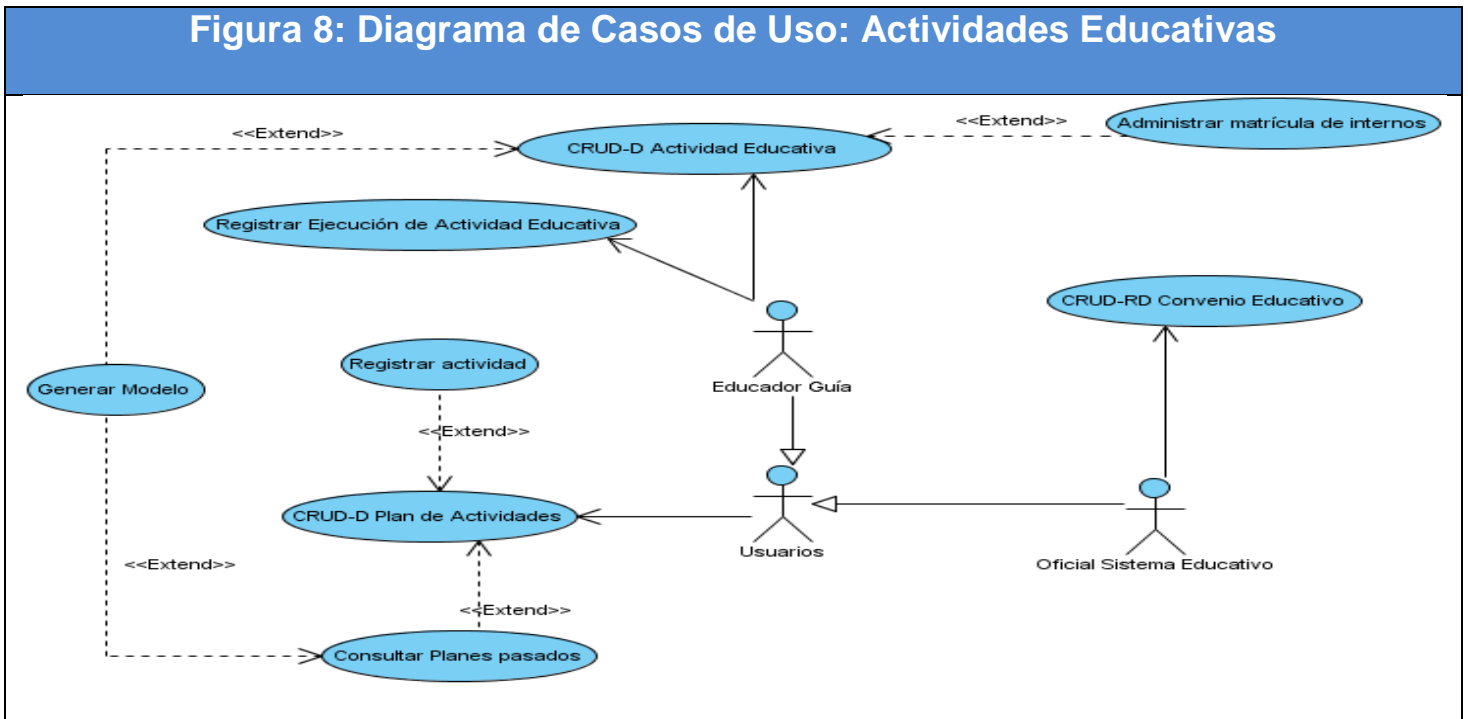 Figura 8: Diagrama de Casos de Uso: Actividades Educativas
<<Extend>>
<<Extend>>
Administrar matrícula de internos
CRUD-D Actividad Educativa
Registrar Ejecución de Actividad Educativa
CRUD-RD Convenio Educativo
Registrar actividad
Generar Modelo
Educador Guía
<<Extend>>
CRUD-D Plan de Actividades
Usuarios
Oficial Sistema Educativo
<<Extend>>
<<Extend>>
Consultar Planes pasados